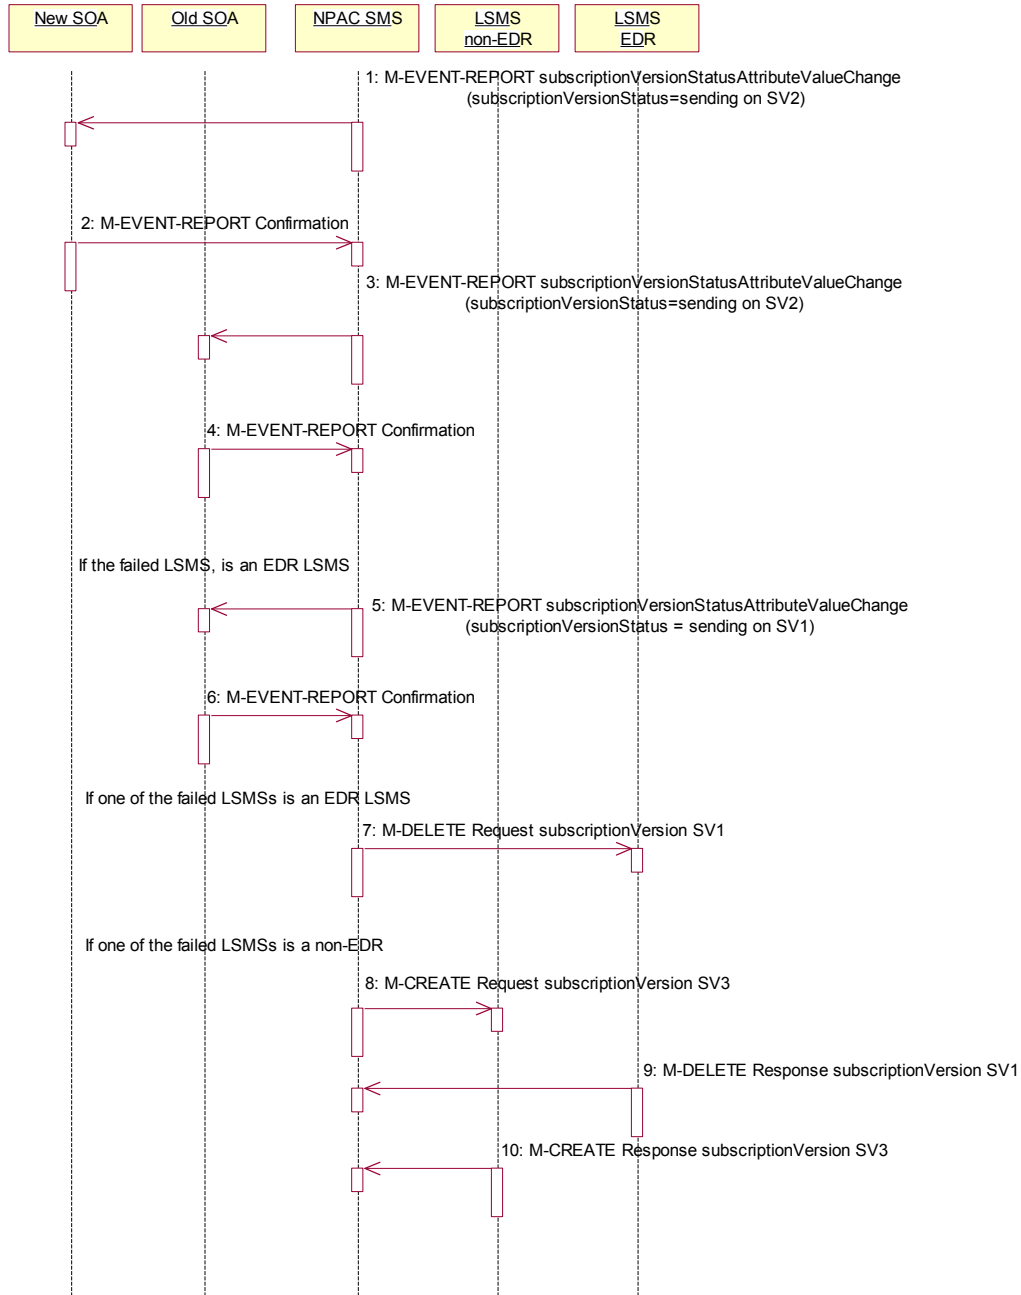 New SOA
Old SOA
NPAC SMS
LSMS
non-EDR
LSMS
EDR
1: M-EVENT-REPORT subscriptionVersionStatusAttributeValueChange
(subscriptionVersionStatus=sending on SV2)
2: M-EVENT-REPORT Confirmation
3: M-EVENT-REPORT subscriptionVersionStatusAttributeValueChange
(subscriptionVersionStatus=sending on SV2)
4: M-EVENT-REPORT Confirmation
If the failed LSMS, is an EDR LSMS
5: M-EVENT-REPORT subscriptionVersionStatusAttributeValueChange
(subscriptionVersionStatus = sending on SV1)
6: M-EVENT-REPORT Confirmation
If one of the failed LSMSs is an EDR LSMS
7: M-DELETE Request subscriptionVersion SV1
If one of the failed LSMSs is a non-EDR
8: M-CREATE Request subscriptionVersion SV3
9: M-DELETE Response subscriptionVersion SV1
10: M-CREATE Response subscriptionVersion SV3